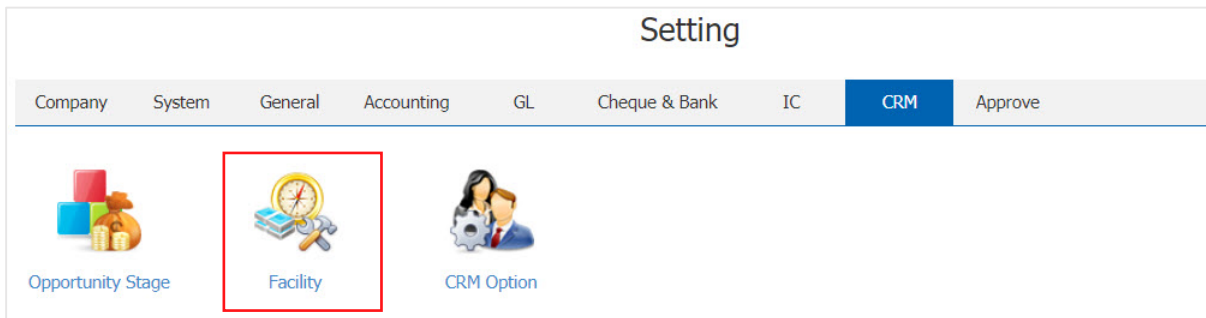 Setting
Company System General Accounting GL Cheque & Bank IC CRM Approve
Opportunity Stage Facility CRM Option